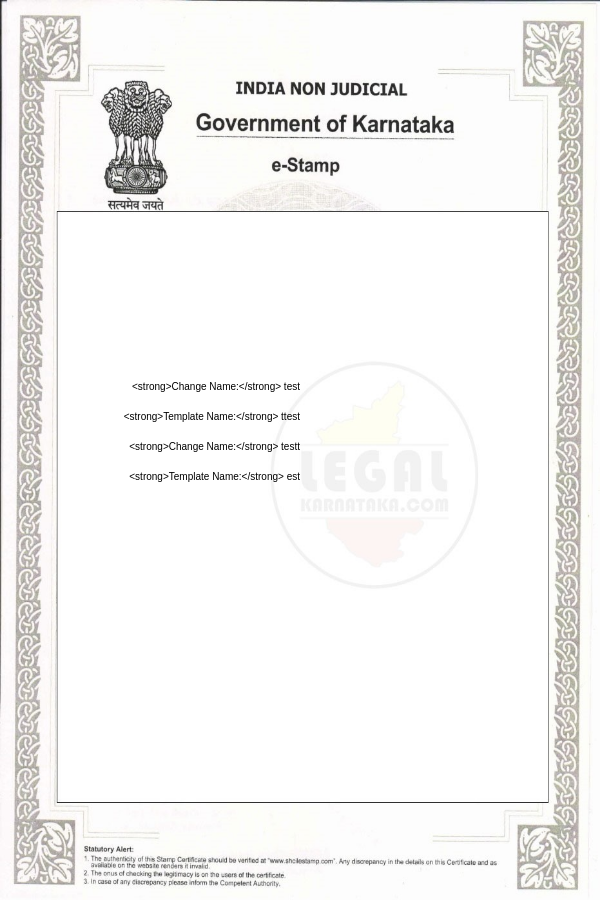 INDIA NON JUDICIAL
Government of Karnataka
e-Stamp
सत्यमेव जयते
<strong>Change Name:</strong> test
<strong>Template Name:</strong> ttest
<strong>Change Name:</strong> testt
<strong>Template Name:</strong> est
LEGAL
KARNATAKA.COM
Statutory Alert:
1. The authenticity of this Stamp Certificate should be verified at "www.shcilestamp.com". Any discrepancy in the details on this Certificate and as
available on the website renders it invalid.
2. The onus of checking the legitimacy is on the users of the certificate.
3. In case of any discrepancy please inform the Competent Authority.